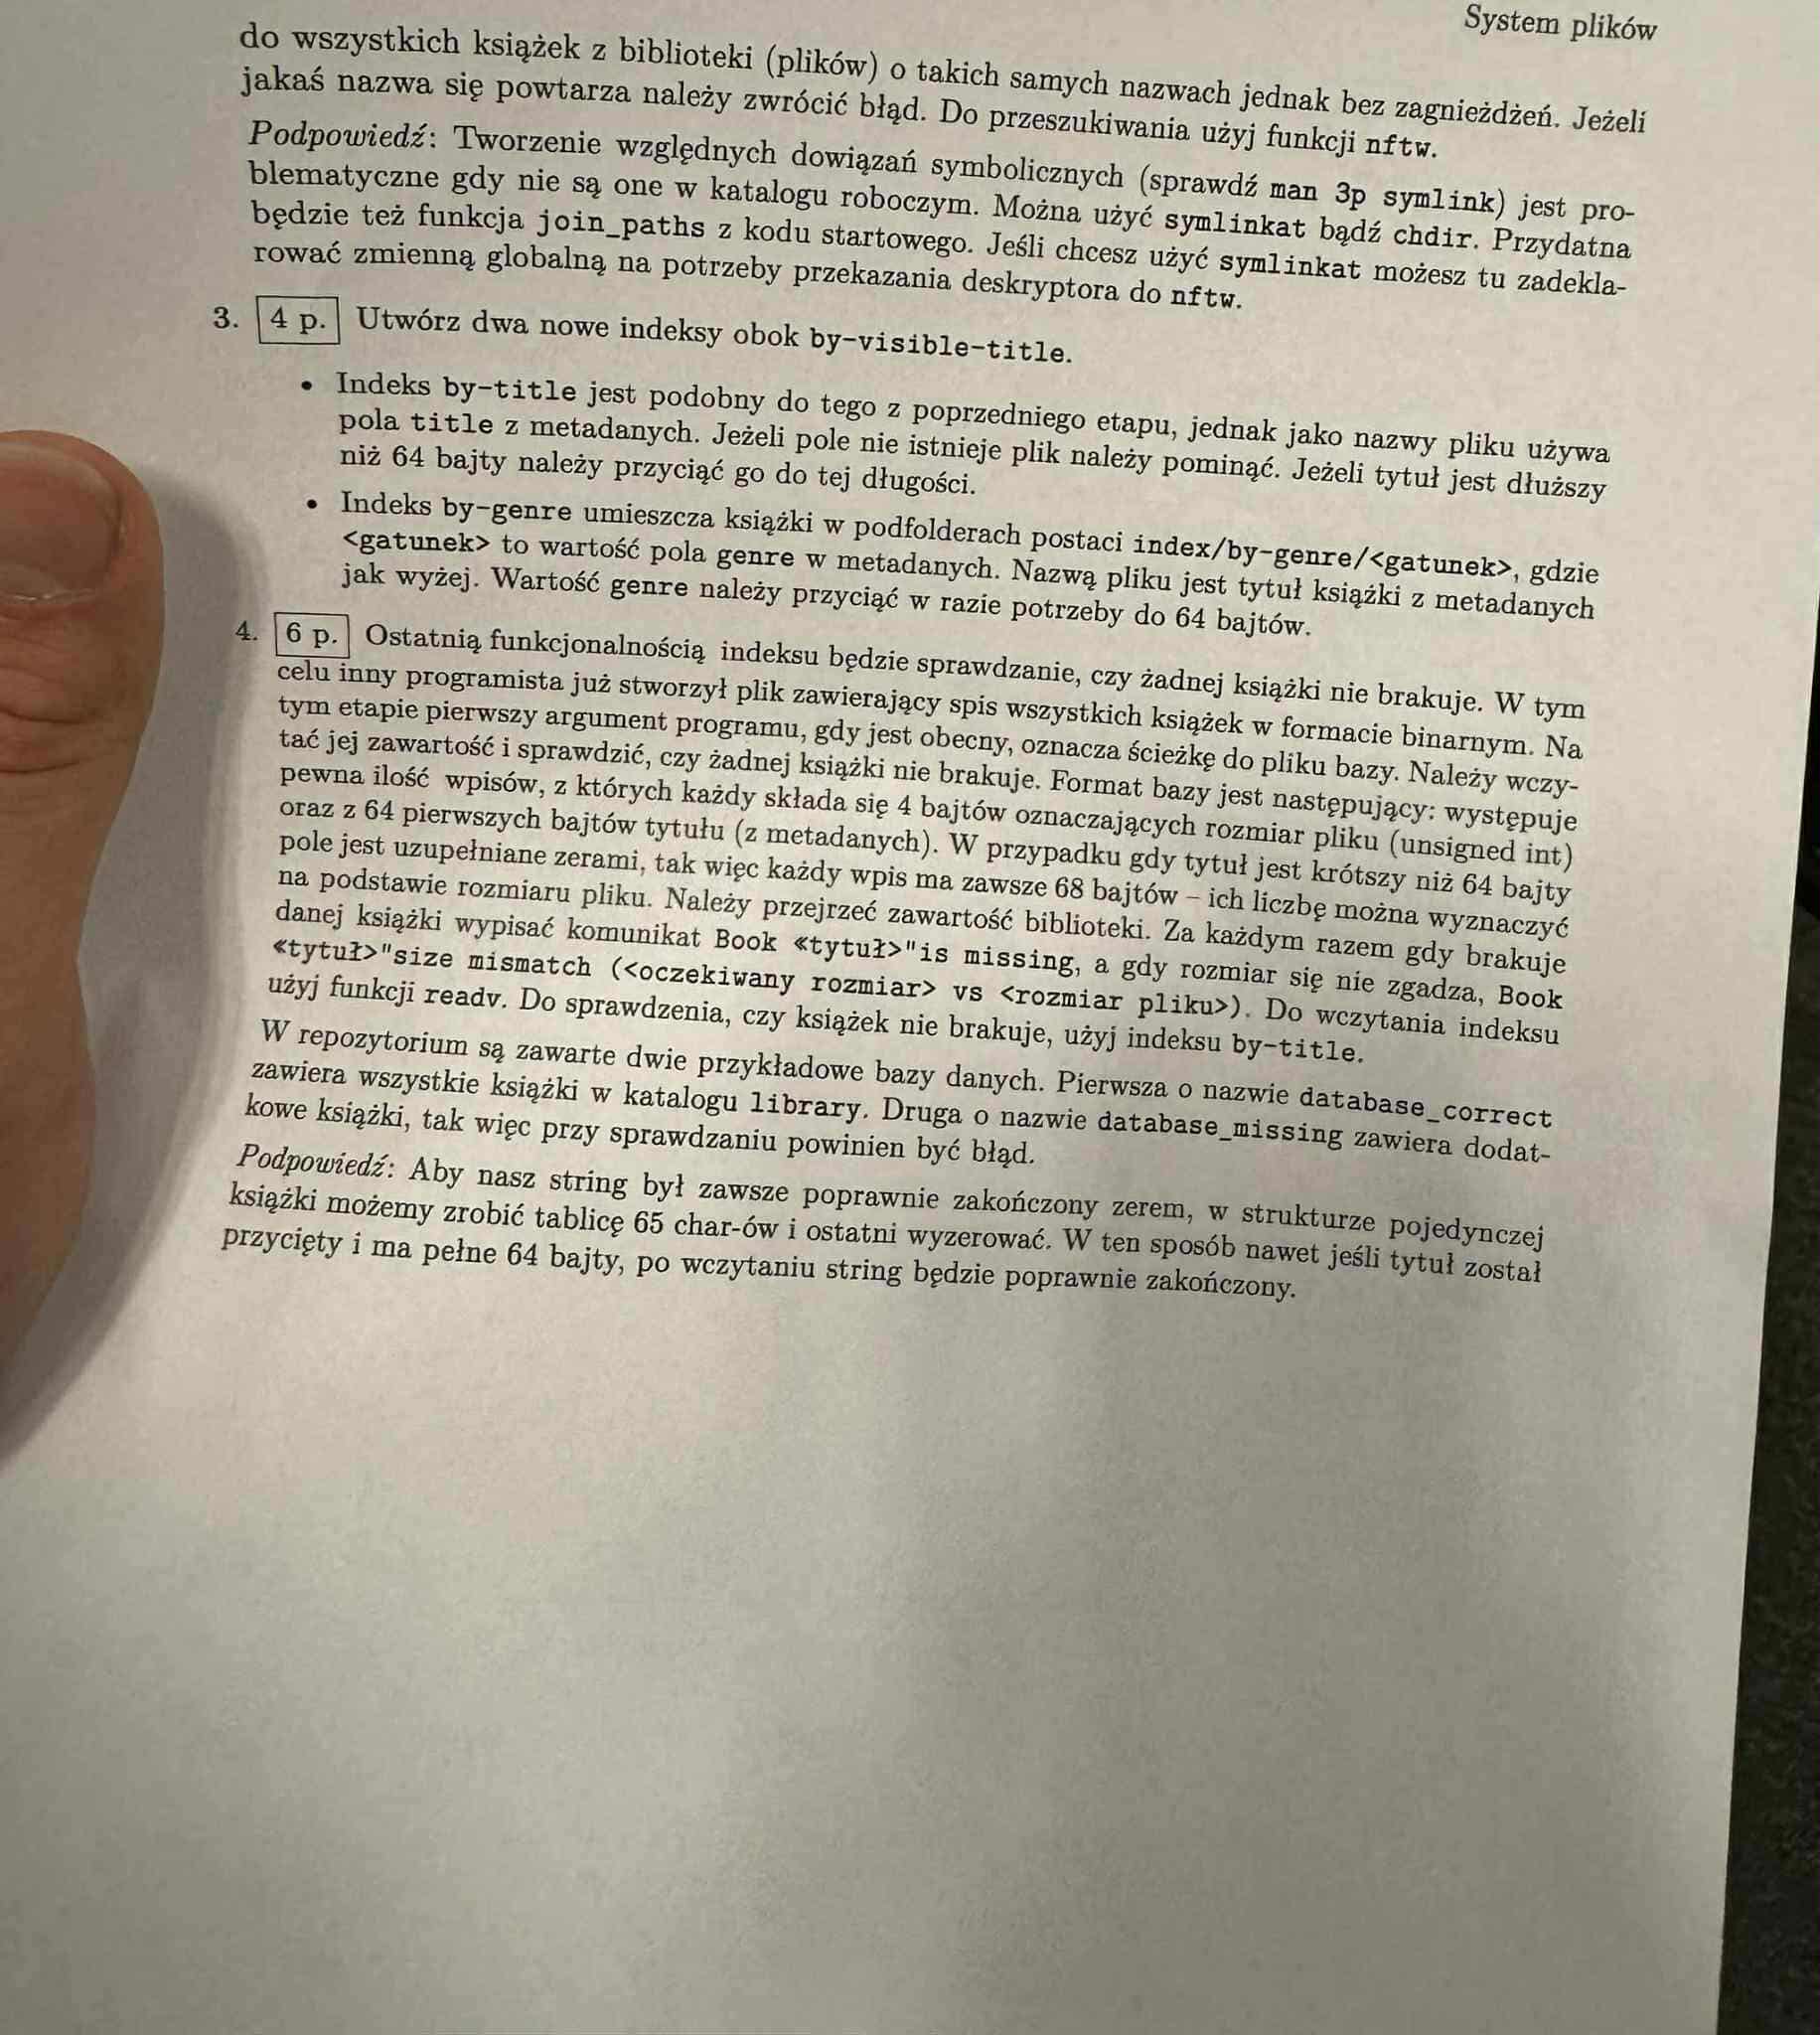 System plików
do wszystkich książek z biblioteki (plików) o takich samych nazwach jednak bez zagnieżdżeń. Jeżeli
jakaś nazwa się powtarza należy zwrócić błąd. Do przeszukiwania użyj funkcji nftw.
Podpowiedź: Tworzenie względnych dowiązań symbolicznych (sprawdź man 3p symlink) jest pro-
blematyczne gdy nie są one w katalogu roboczym. Można użyć symlinkat bądź chdir. Przydatna
będzie też funkcja join_paths z kodu startowego. Jeśli chcesz użyć symlinkat możesz tu zadekla-
rować zmienną globalną na potrzeby przekazania deskryptora do nftw.
3. 4 p. Utwórz dwa nowe indeksy obok by-visible-title.
• Indeks by-title jest podobny do tego z poprzedniego etapu, jednak jako nazwy pliku używa
pola title z metadanych. Jeżeli pole nie istnieje plik należy pominąć. Jeżeli tytuł jest dłuższy
niż 64 bajty należy przyciąć go do tej długości.
• Indeks by-genre umieszcza książki w podfolderach postaci index/by-genre/<gatunek>, gdzie
<gatunek> to wartość pola genre w metadanych. Nazwą pliku jest tytuł książki z metadanych
jak wyżej. Wartość genre należy przyciąć w razie potrzeby do 64 bajtów.
4. 6 p. Ostatnią funkcjonalnością indeksu będzie sprawdzanie, czy żadnej książki nie brakuje. W tym
celu inny programista już stworzył plik zawierający spis wszystkich książek w formacie binarnym. Na
tym etapie pierwszy argument programu, gdy jest obecny, oznacza ścieżkę do pliku bazy. Należy wczy-
tać jej zawartość i sprawdzić, czy żadnej książki nie brakuje. Format bazy jest następujący: występuje
pewna ilość wpisów, z których każdy składa się 4 bajtów oznaczających rozmiar pliku (unsigned int)
oraz z 64 pierwszych bajtów tytułu (z metadanych). W przypadku gdy tytuł jest krótszy niż 64 bajty
pole jest uzupełniane zerami, tak więc każdy wpis ma zawsze 68 bajtów – ich liczbę można wyznaczyć
na podstawie rozmiaru pliku. Należy przejrzeć zawartość biblioteki. Za każdym razem gdy brakuje
danej książki wypisać komunikat Book «tytuł>"is missing, a gdy rozmiar się nie zgadza, Book
«tytuł>"size mismatch (<oczekiwany rozmiar> vs <rozmiar pliku>). Do wczytania indeksu
użyj funkcji readv. Do sprawdzenia, czy książek nie brakuje, użyj indeksu by-title.
W repozytorium są zawarte dwie przykładowe bazy danych. Pierwsza o nazwie database_correct
zawiera wszystkie książki w katalogu library. Druga o nazwie database_missing zawiera dodat-
kowe książki, tak więc przy sprawdzaniu powinien być błąd.
Podpowiedź: Aby nasz string był zawsze poprawnie zakończony zerem, w strukturze pojedynczej
książki możemy zrobić tablicę 65 char-ów i ostatni wyzerować. W ten sposób nawet jeśli tytuł został
przycięty i ma pełne 64 bajty, po wczytaniu string będzie poprawnie zakończony.